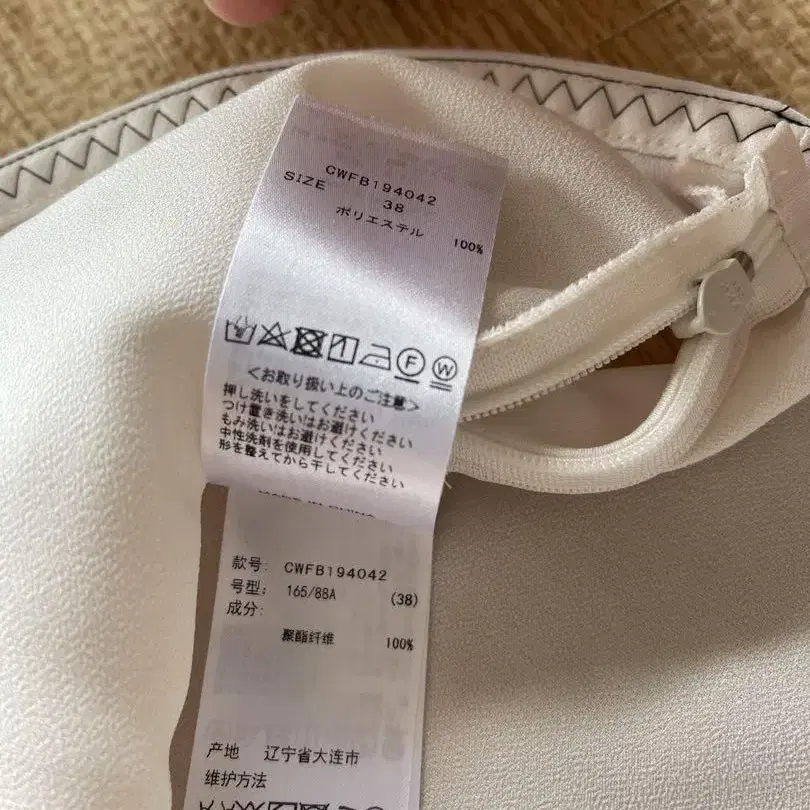 CWFB194042
SIZE 38
ポリエステル 100%
F W
<お取り扱い上のご注意>
押し洗いをしてください
つけ置き洗いはお避けください
もみ洗いはお避けください
中性洗剤を使用してください
形を整えてから干してください
款号: CWFB194042
号型: 165/88A (38)
成分:
聚酯纤维 100%
产地 辽宁省大连市
维护方法